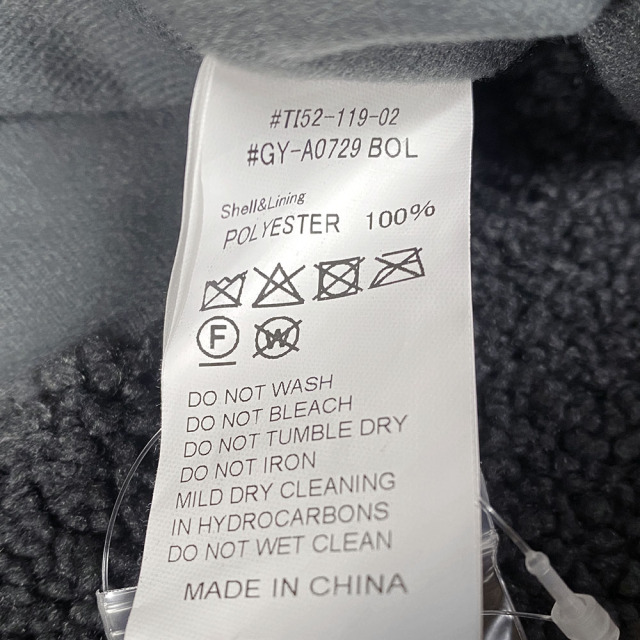 #TI52-119-02
#GY-A0729 BOL
Shell&Lining
POLYESTER 100%
F W
DO NOT WASH
DO NOT BLEACH
DO NOT TUMBLE DRY
DO NOT IRON
MILD DRY CLEANING
IN HYDROCARBONS
DO NOT WET CLEAN
MADE IN CHINA